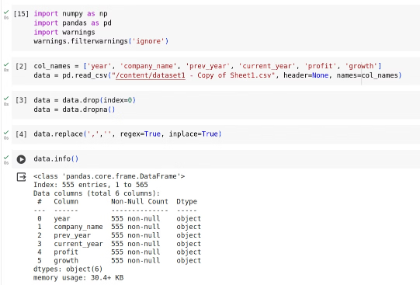 [15] import numpy as np
import pandas as pd
import warnings
warnings.filterwarnings('ignore')
[2] col_names = ['year', 'company_name', 'prev_year', 'current_year', 'profit', 'growth']
data = pd.read_csv("/content/dataset1 - Copy of Sheet1.csv", header=None, names=col_names)
[3] data = data.drop(index=0)
data = data.dropna()
[4] data.replace(',','', regex=True, inplace=True)
data.info()
<class 'pandas.core.frame.DataFrame'>
Index: 555 entries, 1 to 565
Data columns (total 6 columns):
# Column Non-Null Count Dtype
--- ------ -------------- -----
0 year 555 non-null object
1 company_name 555 non-null object
2 prev_year 555 non-null object
3 current_year 555 non-null object
4 profit 555 non-null object
5 growth 555 non-null object
dtypes: object(6)
memory usage: 30.4+ KB